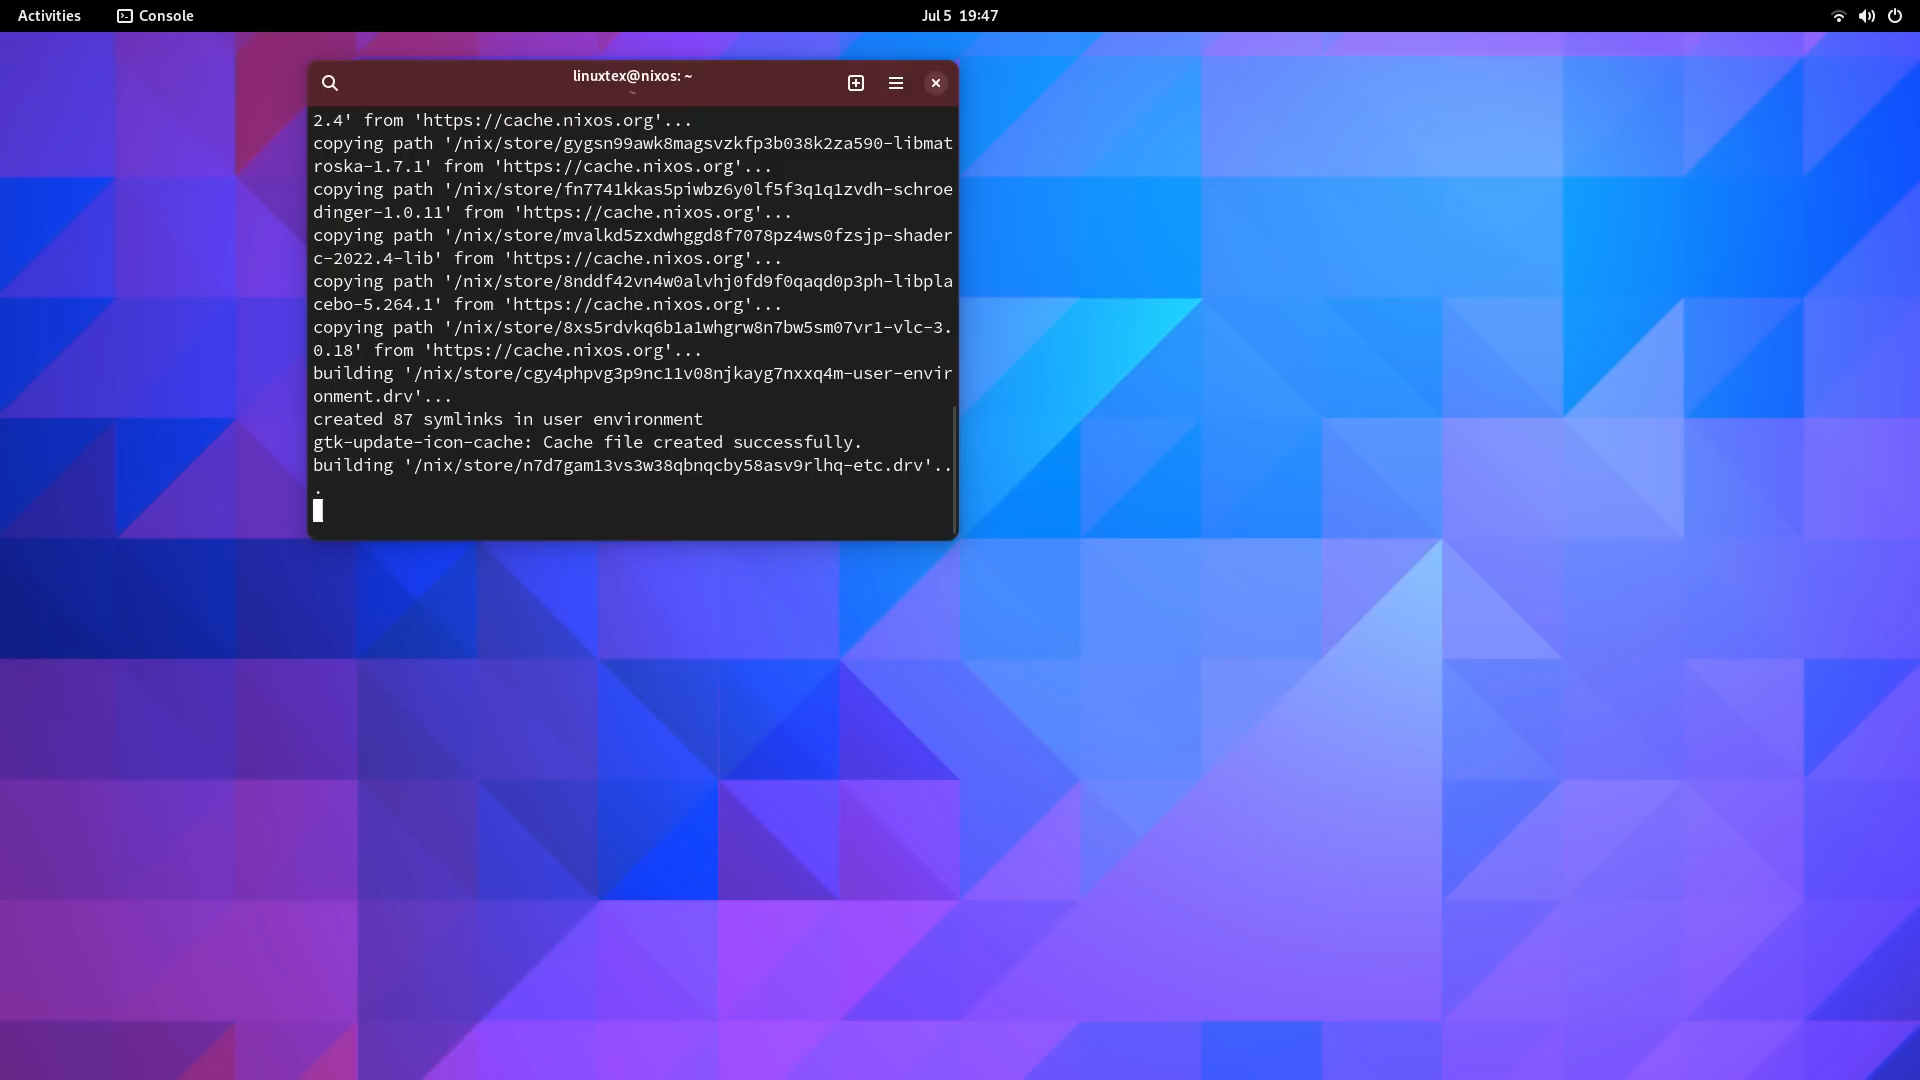 Activities
Console
Jul 5 19:47
linuxtex@nixos: ~
~
2.4' from 'https://cache.nixos.org'...
copying path '/nix/store/gygsn99awk8magsvzkfp3b038k2za590-libmat
roska-1.7.1' from 'https://cache.nixos.org'...
copying path '/nix/store/fn7741kkas5piwbz6y0lf5f3q1q1zvdh-schroe
dinger-1.0.11' from 'https://cache.nixos.org'...
copying path '/nix/store/mvalkd5zxdwhggd8f7078pz4ws0fzsjp-shader
c-2022.4-lib' from 'https://cache.nixos.org'...
copying path '/nix/store/8nddf42vn4w0alvhj0fd9f0qaqd0p3ph-libpla
cebo-5.264.1' from 'https://cache.nixos.org'...
copying path '/nix/store/8xs5rdvkq6b1a1whgrw8n7bw5sm07vr1-vlc-3.
0.18' from 'https://cache.nixos.org'...
building '/nix/store/cgy4phpvg3p9nc11v08njkayg7nxxq4m-user-envir
onment.drv'...
created 87 symlinks in user environment
gtk-update-icon-cache: Cache file created successfully.
building '/nix/store/n7d7gam13vs3w38qbnqcby58asv9rlhq-etc.drv'..
.